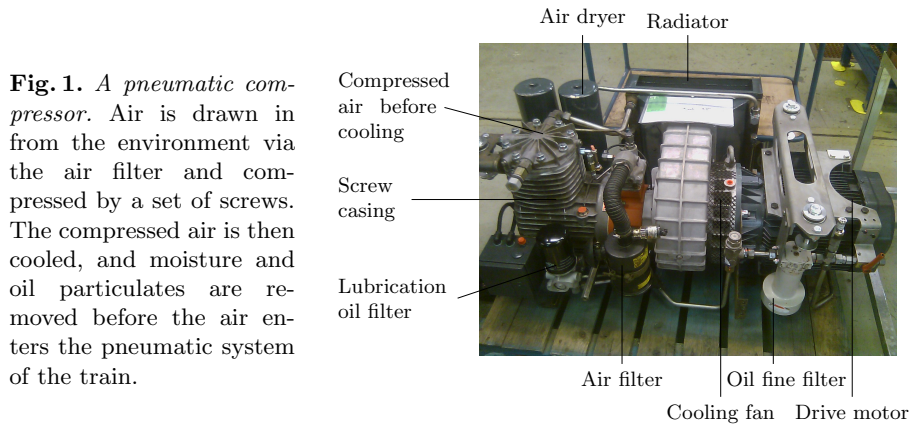 Fig. 1. A pneumatic com-
pressor. Air is drawn in
from the environment via
the air filter and com-
pressed by a set of screws.
The compressed air is then
cooled, and moisture and
oil particulates are re-
moved before the air en-
ters the pneumatic system
of the train.
Air dryer
Radiator
Compressed
air before
cooling
Screw
casing
Lubrication
oil filter
Air filter
Oil fine filter
Cooling fan
Drive motor